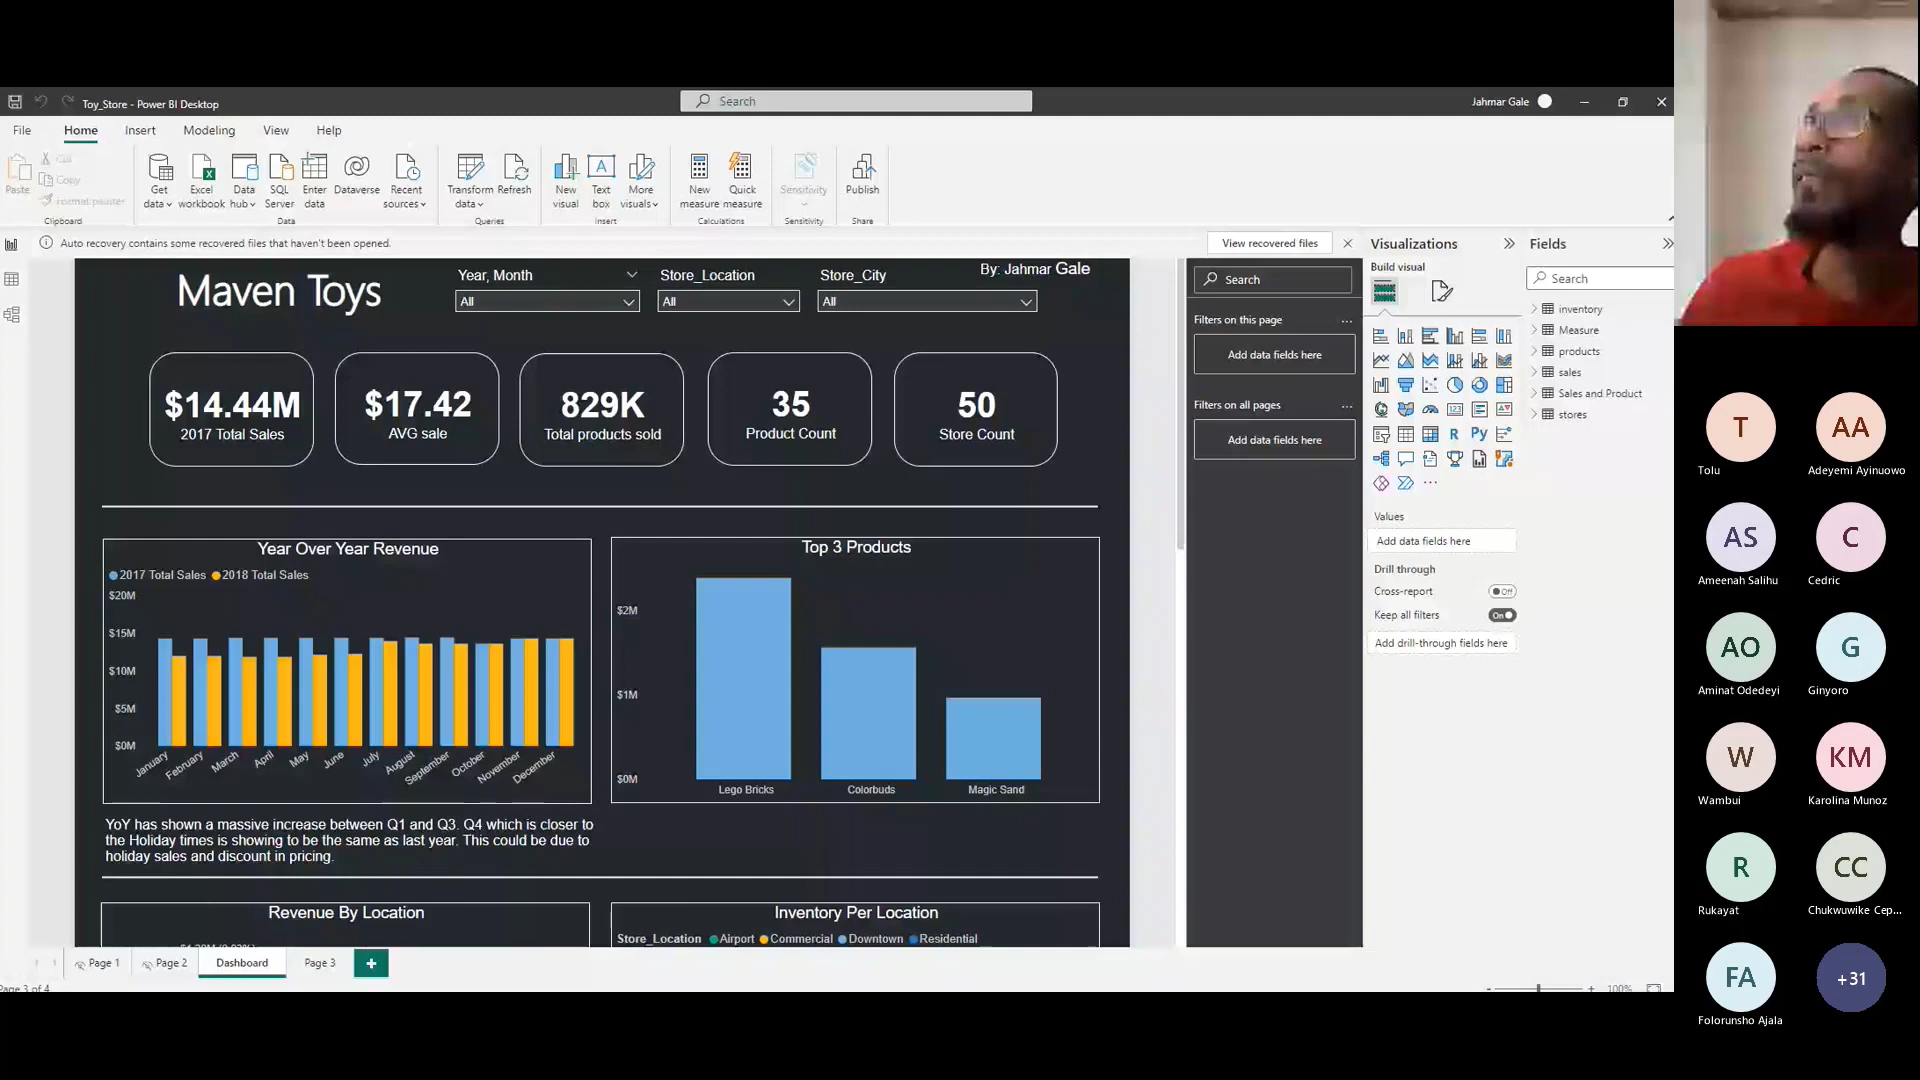 Toy_Store - Power BI Desktop
Search
Jahmar Gale
File Home Insert Modeling View Help
Paste
Cut
Copy
Format painter
Clipboard
Get data
Excel workbook
Data hub
SQL Server
Enter data
Dataverse
Recent sources
Data
Transform data
Refresh
Queries
New visual
Text box
More visuals
Insert
New measure
Quick measure
Calculations
Sensitivity
Sensitivity
Publish
Share
Auto recovery contains some recovered files that haven't been opened.
View recovered files
Maven Toys
Year, Month
All
Store_Location
All
Store_City
All
By: Jahmar Gale
$14.44M
2017 Total Sales
$17.42
AVG sale
829K
Total products sold
35
Product Count
50
Store Count
Year Over Year Revenue
2017 Total Sales 2018 Total Sales
$20M
$15M
$10M
$5M
$0M
January February March April May June July August September October November December
YoY has shown a massive increase between Q1 and Q3. Q4 which is closer to
the Holiday times is showing to be the same as last year. This could be due to
holiday sales and discount in pricing.
Top 3 Products
$2M
$1M
$0M
Lego Bricks Colorbuds Magic Sand
Revenue By Location
Inventory Per Location
Store_Location Airport Commercial Downtown Residential
Search
Filters on this page
Add data fields here
Filters on all pages
Add data fields here
Visualizations
Build visual
R
Py
123
Values
Add data fields here
Drill through
Cross-report
Off
Keep all filters
On
Add drill-through fields here
Fields
Search
inventory
Measure
products
sales
Sales and Product
stores
Page 1 Page 2 Dashboard Page 3
Page 3 of 4
100%
T
Tolu
AA
Adeyemi Ayinuowo
AS
Ameenah Salihu
C
Cedric
AO
Aminat Odedeyi
G
Ginyoro
W
Wambui
KM
Karolina Munoz
R
Rukayat
CC
Chukwuwike Cep...
FA
Folorunsho Ajala
+31